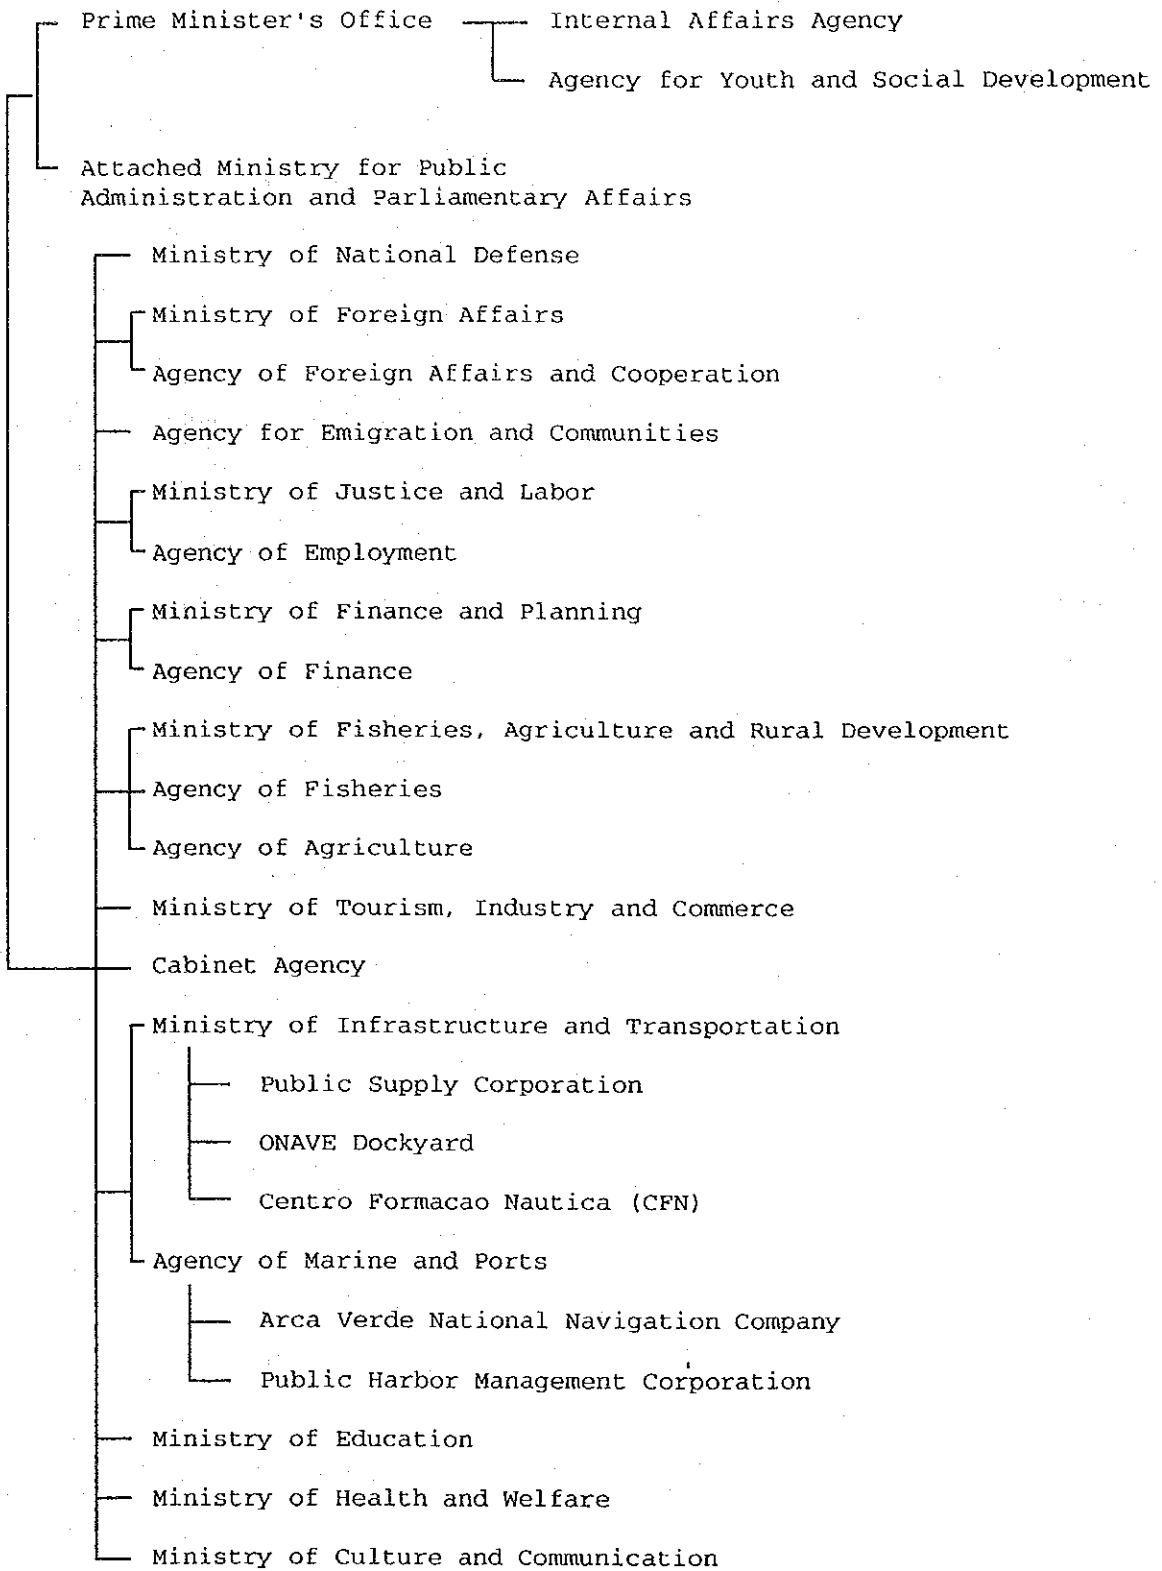 Prime Minister's Office
Internal Affairs Agency
Agency for Youth and Social Development
Attached Ministry for Public
Administration and Parliamentary Affairs
Ministry of National Defense
Ministry of Foreign Affairs
Agency of Foreign Affairs and Cooperation
Agency for Emigration and Communities
Ministry of Justice and Labor
Agency of Employment
Ministry of Finance and Planning
Agency of Finance
Ministry of Fisheries, Agriculture and Rural Development
Agency of Fisheries
Agency of Agriculture
Ministry of Tourism, Industry and Commerce
Cabinet Agency
Ministry of Infrastructure and Transportation
Public Supply Corporation
ONAVE Dockyard
Centro Formacao Nautica (CFN)
Agency of Marine and Ports
Arca Verde National Navigation Company
Public Harbor Management Corporation
Ministry of Education
Ministry of Health and Welfare
Ministry of Culture and Communication